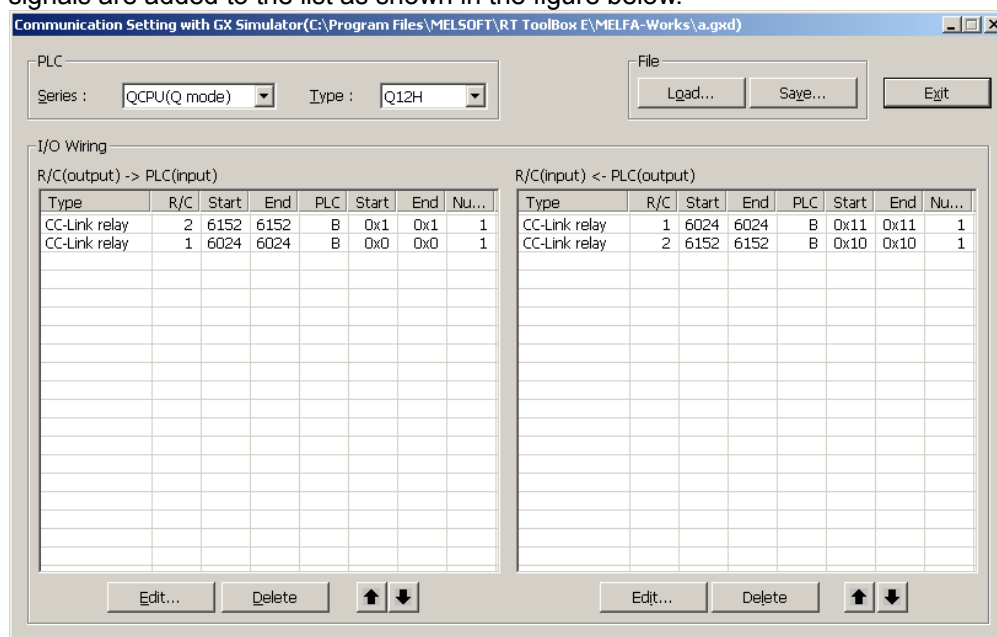 signals are added to the list as shown in the figure below.
Communication Setting with GX Simulator(C:\Program Files\MELSOFT\RT ToolBox E\MELFA-Works\a.gxd)
PLC
Series : QCPU(Q mode) Type : Q12H
File
Load... Save... Exit
I/O Wiring
R/C(output) -> PLC(input)
Type R/C Start End PLC Start End Nu...
CC-Link relay 2 6152 6152 B 0x1 0x1 1
CC-Link relay 1 6024 6024 B 0x0 0x0 1
Edit... Delete
R/C(input) <- PLC(output)
Type R/C Start End PLC Start End Nu...
CC-Link relay 1 6024 6024 B 0x11 0x11 1
CC-Link relay 2 6152 6152 B 0x10 0x10 1
Edit... Delete